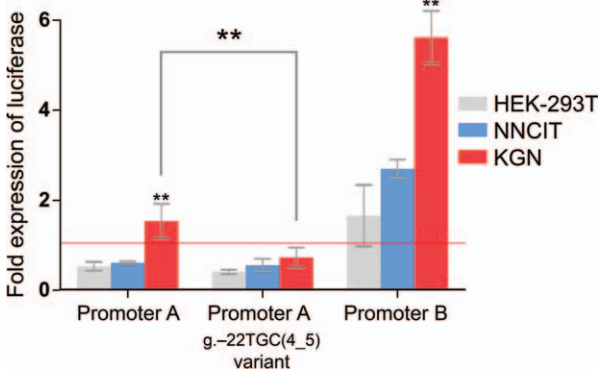 **
6
**
HEK-293T
NNCIT
KGN
4
2
**
0
Fold expression of luciferase
Promoter A
Promoter A
g.–22TGC(4_5)
variant
Promoter B